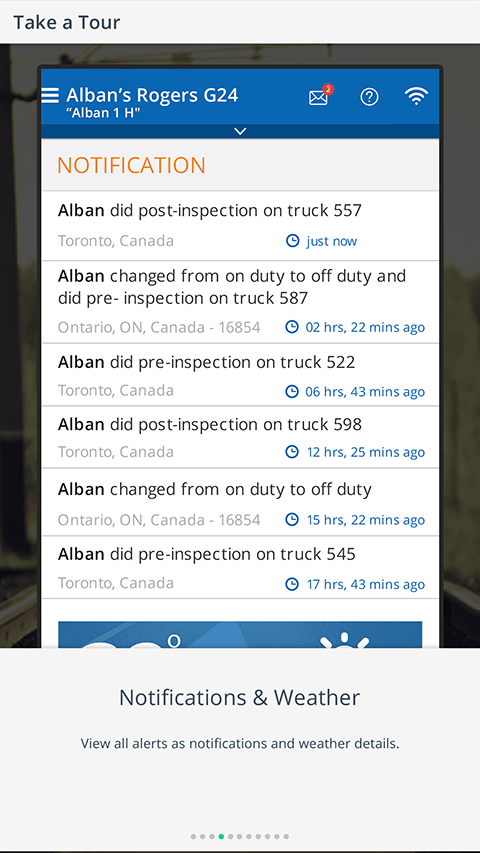 Take a Tour
Alban's Rogers G24
2
"Alban 1 H"
NOTIFICATION
Alban did post-inspection on truck 557
Toronto, Canada just now
Alban changed from on duty to off duty and
did pre- inspection on truck 587
Ontario, ON, Canada - 16854 02 hrs, 22 mins ago
Alban did pre-inspection on truck 522
Toronto, Canada 06 hrs, 43 mins ago
Alban did post-inspection on truck 598
Toronto, Canada 12 hrs, 25 mins ago
Alban changed from on duty to off duty
Ontario, ON, Canada - 16854 15 hrs, 22 mins ago
Alban did pre-inspection on truck 545
Toronto, Canada 17 hrs, 43 mins ago
Notifications & Weather
View all alerts as notifications and weather details.